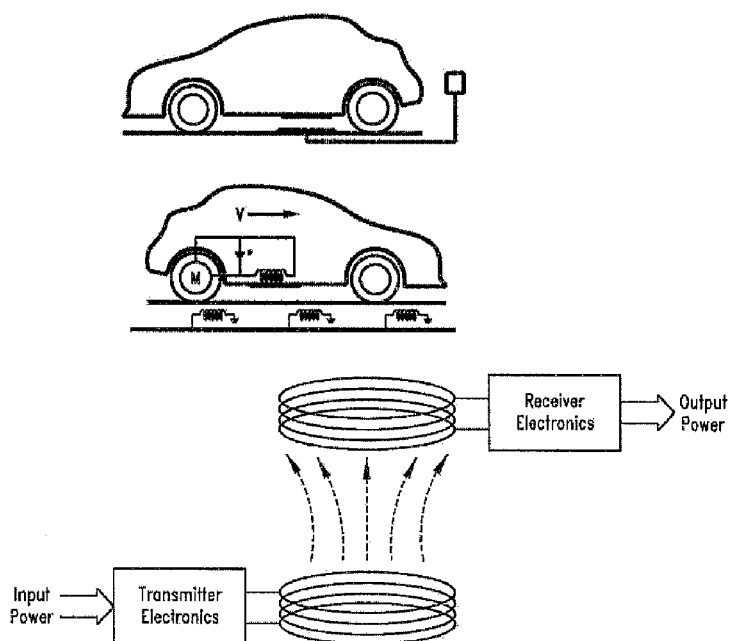 V
M
Receiver
Electronics
Output
Power
Input
Power
Transmitter
Electronics